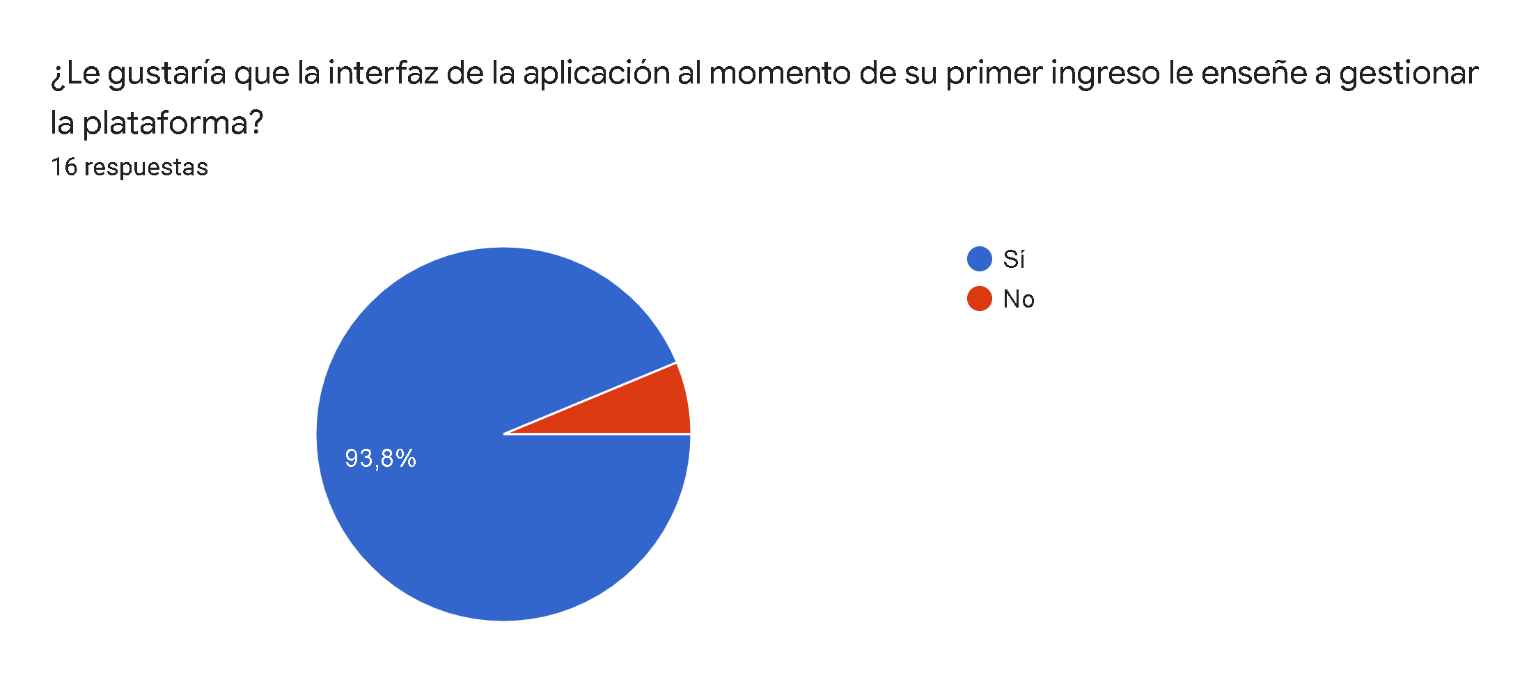 ¿Le gustaría que la interfaz de la aplicación al momento de su primer ingreso le enseñe a gestionar
la plataforma?
16 respuestas
Sí
No
93,8%